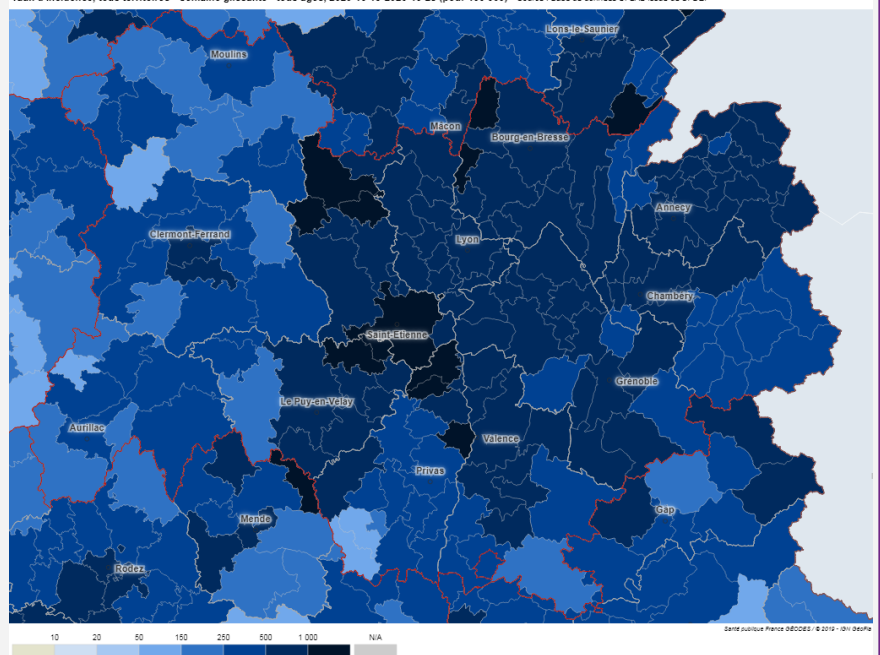 Lons-le-Saunier
Moulins
Mâcon
Bourg-en-Bresse
Annecy
Clermont-Ferrand
Lyon
Chambéry
Saint-Etienne
Grenoble
Le Puy-en-Velay
Aurillac
Valence
Privas
Gap
Mende
Rodez
Santé publique France GÉODES / © 2019 - IGN GéoFla
10 20 50 150 250 500 1 000 N/A